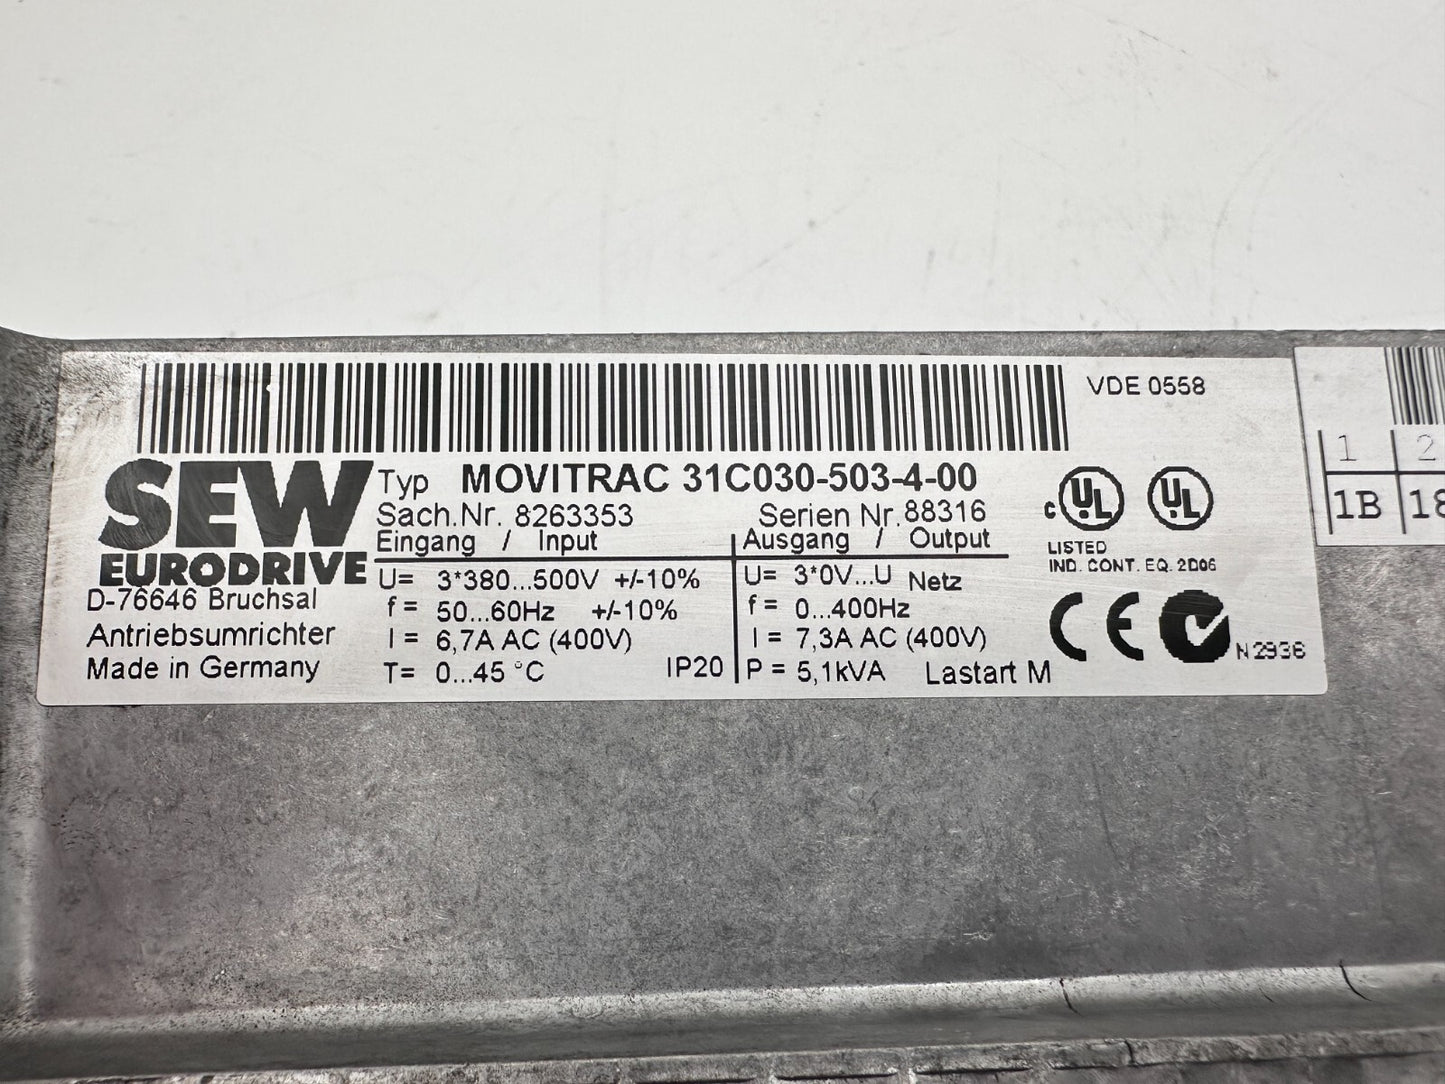 VDE 0558
SEW
EURODRIVE
D-76646 Bruchsal
Antriebsumrichter
Made in Germany
Typ MOVITRAC 31C030-503-4-00
Sach.Nr. 8263353 Serien Nr. 88316
Eingang / Input Ausgang / Output
U= 3*380...500V +/-10% U= 3*0V...U Netz
f = 50...60Hz +/-10% f = 0...400Hz
I = 6,7A AC (400V) I = 7,3A AC (400V)
T= 0...45 °C IP20 P = 5,1kVA Lastart M
c UL UL
LISTED
IND. CONT. EQ. 2D06
CE N2936
1 2
1B 18